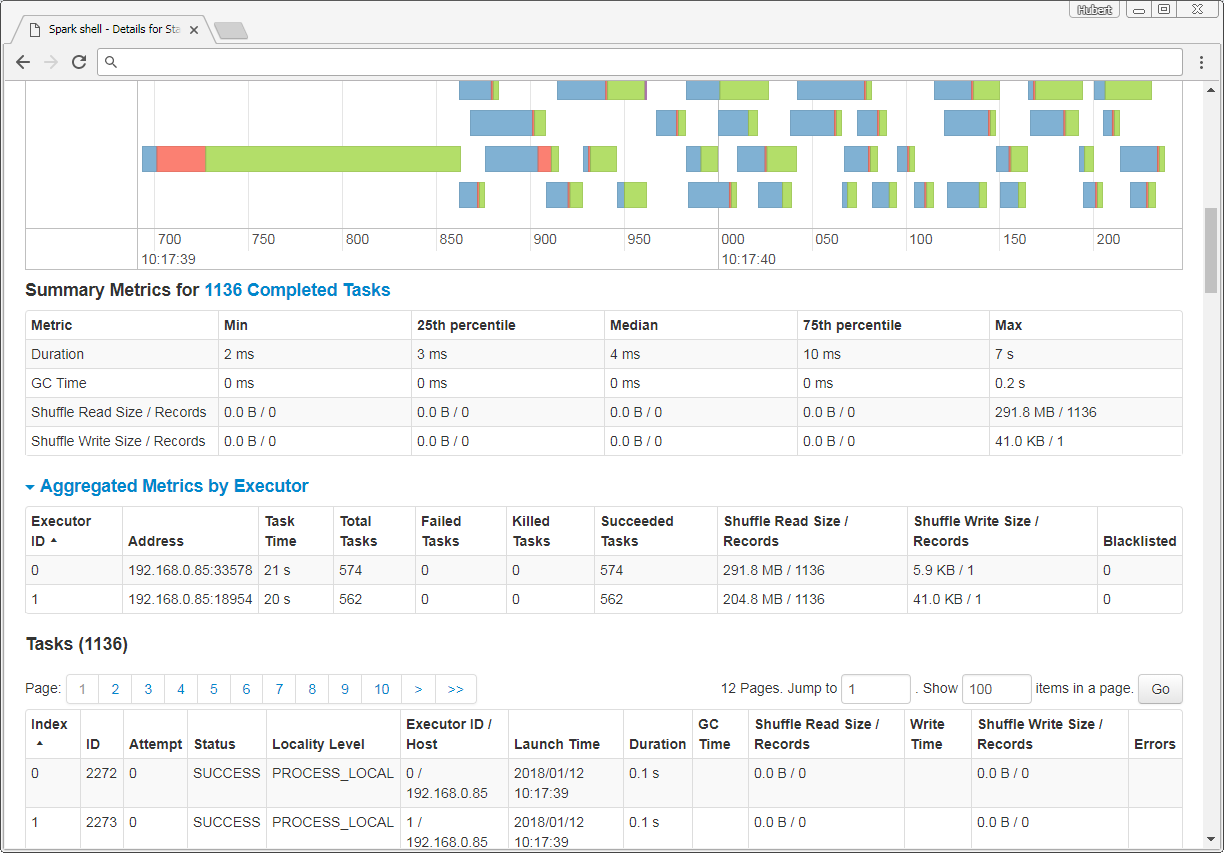 Hubert
Spark shell - Details for Sta
700 750 800 850 900 950 000 050 100 150 200
10:17:39 10:17:40
Summary Metrics for 1136 Completed Tasks
Metric Min 25th percentile Median 75th percentile Max
Duration 2 ms 3 ms 4 ms 10 ms 7 s
GC Time 0 ms 0 ms 0 ms 0 ms 0.2 s
Shuffle Read Size / Records 0.0 B / 0 0.0 B / 0 0.0 B / 0 0.0 B / 0 291.8 MB / 1136
Shuffle Write Size / Records 0.0 B / 0 0.0 B / 0 0.0 B / 0 0.0 B / 0 41.0 KB / 1
Aggregated Metrics by Executor
Executor Task Total Failed Killed Succeeded Shuffle Read Size / Shuffle Write Size /
ID Address Time Tasks Tasks Tasks Tasks Records Records Blacklisted
0 192.168.0.85:33578 21 s 574 0 0 574 291.8 MB / 1136 5.9 KB / 1 0
1 192.168.0.85:18954 20 s 562 0 0 562 204.8 MB / 1136 41.0 KB / 1 0
Tasks (1136)
Page: 1 2 3 4 5 6 7 8 9 10 > >> 12 Pages. Jump to 1 . Show 100 items in a page. Go
Index Executor ID / GC Shuffle Read Size / Write Shuffle Write Size /
ID Attempt Status Locality Level Host Launch Time Duration Time Records Time Records Errors
0 2272 0 SUCCESS PROCESS_LOCAL 0 / 2018/01/12 0.1 s 0.0 B / 0 0.0 B / 0
192.168.0.85 10:17:39
1 2273 0 SUCCESS PROCESS_LOCAL 1 / 2018/01/12 0.1 s 0.0 B / 0 0.0 B / 0
192.168.0.85 10:17:39